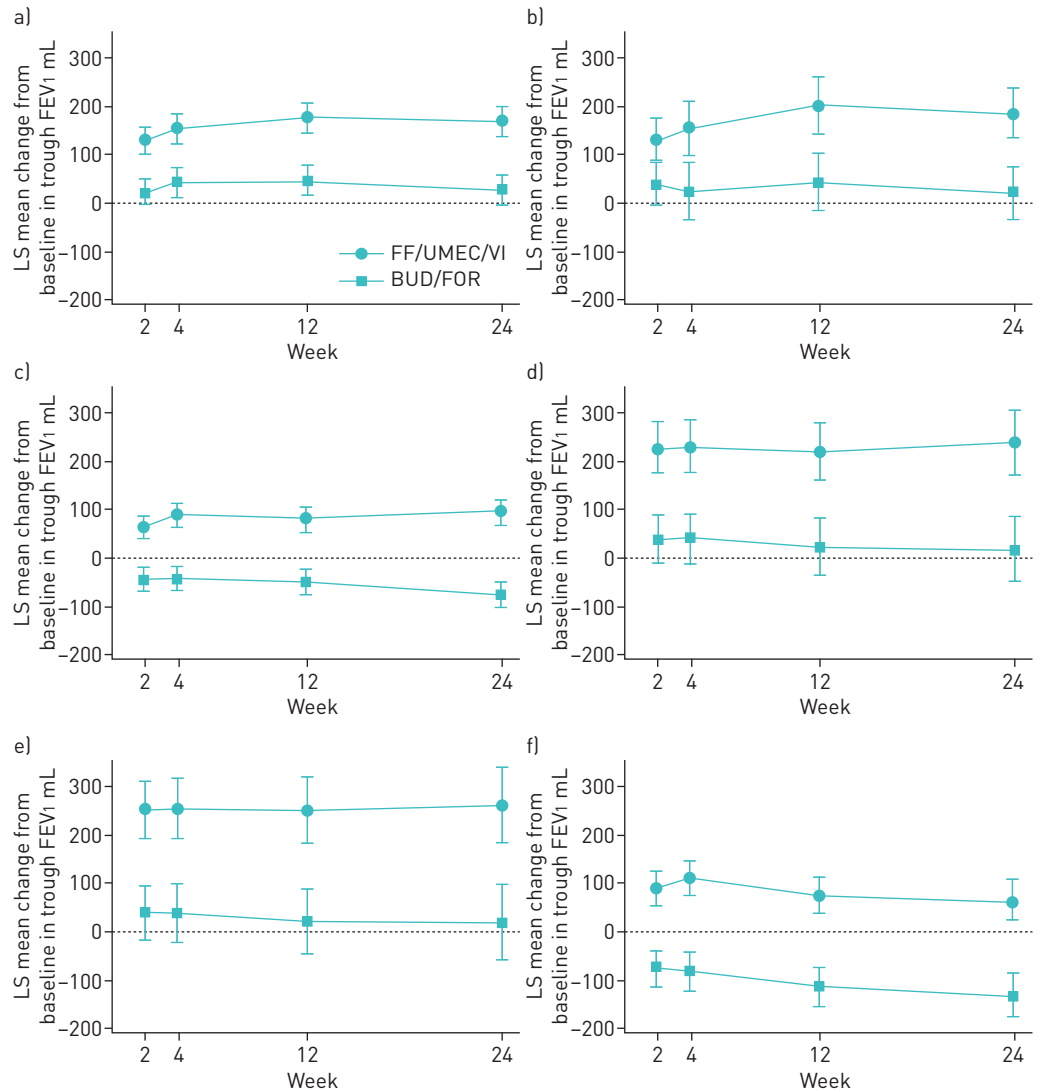 a)
LS mean change from
baseline in trough FEV1 mL
300
200
100
0
–100
–200
FF/UMEC/VI
BUD/FOR
2 4 12 24
Week
b)
LS mean change from
baseline in trough FEV1 mL
300
200
100
0
–100
–200
2 4 12 24
Week
c)
LS mean change from
baseline in trough FEV1 mL
300
200
100
0
–100
–200
2 4 12 24
Week
d)
LS mean change from
baseline in trough FEV1 mL
300
200
100
0
–100
–200
2 4 12 24
Week
e)
LS mean change from
baseline in trough FEV1 mL
300
200
100
0
–100
–200
2 4 12 24
Week
f)
LS mean change from
baseline in trough FEV1 mL
300
200
100
0
–100
–200
2 4 12 24
Week